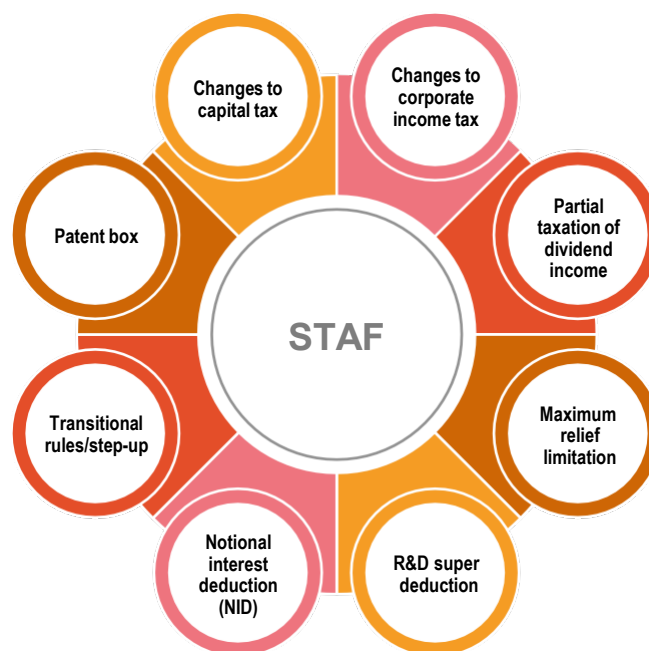 Changes to
capital tax
Changes to
corporate
income tax
Partial
taxation of
dividend
income
Maximum
relief
limitation
R&D super
deduction
Notional
interest
deduction
(NID)
Transitional
rules/step-up
Patent box
STAF